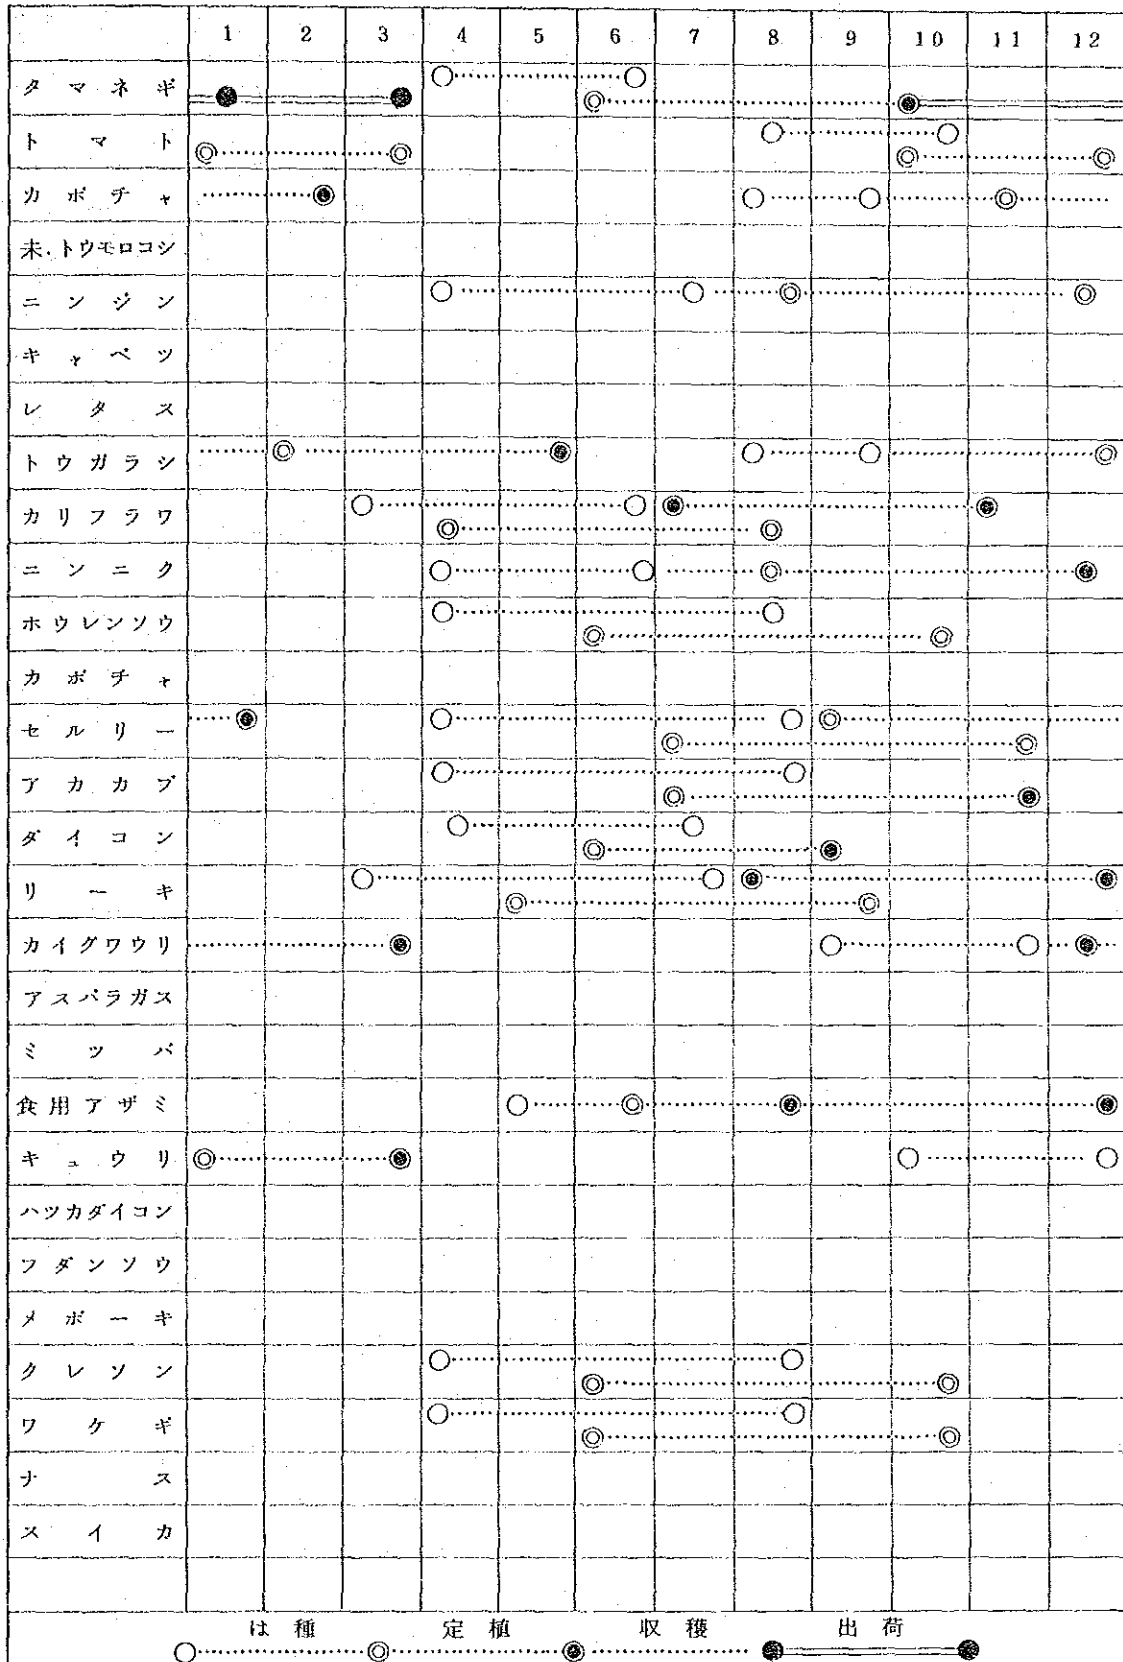 1 2 3 4 5 6 7 8 9 10 11 12
タマネギ
トマト
カボチャ
未.トウモロコシ
ニンジン
キャベツ
レタス
トウガラシ
カリフラワ
ニンニク
ホウレンソウ
カボチャ
セルリー
アカカブ
ダイコン
リーキ
カイグワウリ
アスパラガス
ミツバ
食用アザミ
キュウリ
ハツカダイコン
フダンソウ
メボーキ
クレソン
ワケギ
ナス
スイカ
は種 定植 収穫 出荷